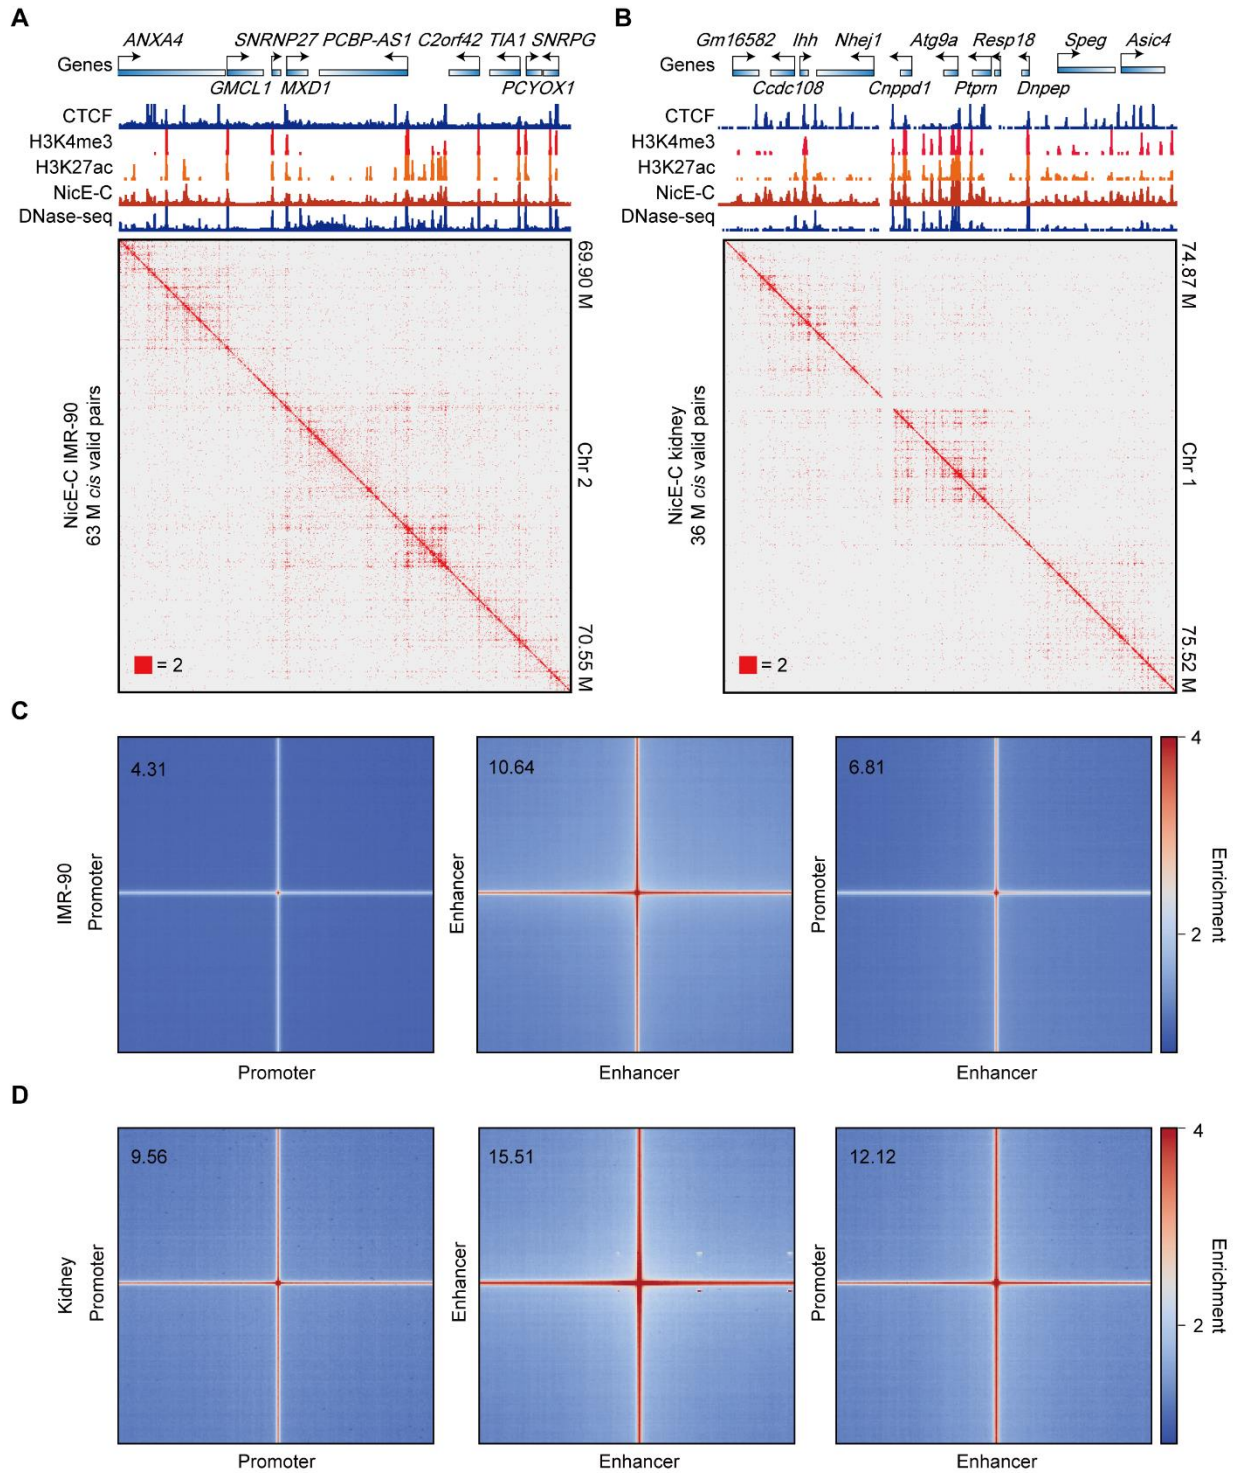 A
ANXA4 SNRNP27 PCBP-AS1 C2orf42 TIA1 SNRPG
Genes
GMCL1 MXD1 PCYOX1
CTCF
H3K4me3
H3K27ac
NicE-C
DNase-seq
69.90 M
Chr 2
70.55 M
NicE-C IMR-90
63 M cis valid pairs
= 2
B
Gm16582 Ihh Nhej1 Atg9a Resp18 Speg Asic4
Genes
Ccdc108 Cnppd1 Ptprn Dnpep
CTCF
H3K4me3
H3K27ac
NicE-C
DNase-seq
74.87 M
Chr 1
75.52 M
NicE-C kidney
36 M cis valid pairs
= 2
C
IMR-90
Promoter
4.31
Promoter
Enhancer
10.64
Enhancer
Promoter
6.81
Enhancer
4
2
Enrichment
D
Kidney
Promoter
9.56
Promoter
Enhancer
15.51
Enhancer
Promoter
12.12
Enhancer
4
2
Enrichment